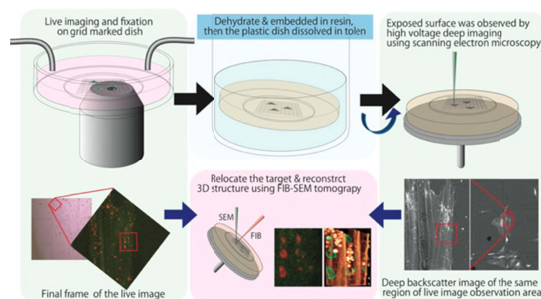 Live imaging and fixation
on grid marked dish
Dehydrate & embedded in resin,
then the plastic dish dissolved in tolen
Exposed surface was observed by
high voltage deep imaging
using scanning electron microscopy
Relocate the target & reconstrct
3D structure using FIB-SEM tomograpy
SEM
FIB
Final frame of the live image
Deep backscatter image of the same
region of live image observation area